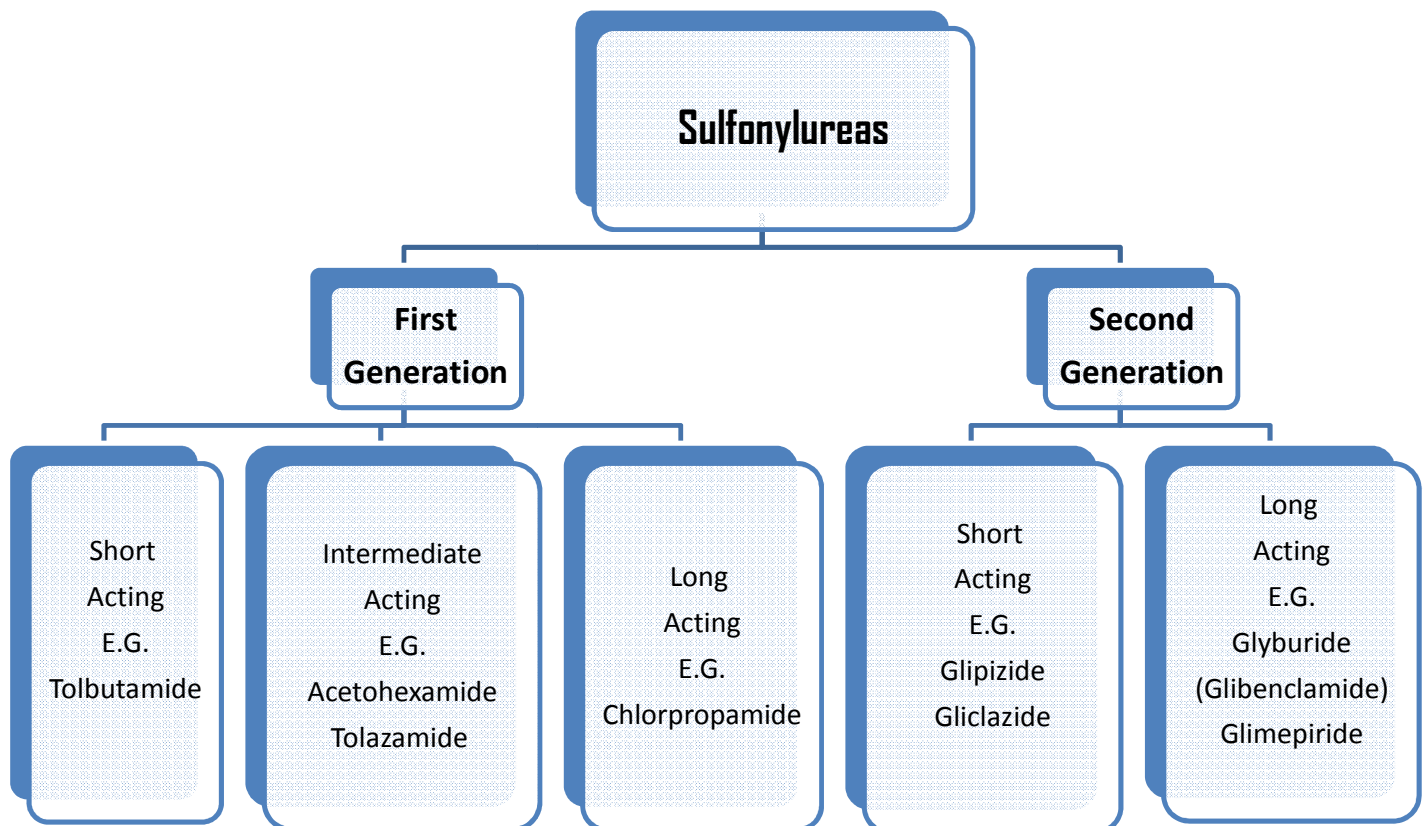 Sulfonylureas
First
Generation
Second
Generation
Short
Acting
E.G.
Tolbutamide
Intermediate
Acting
E.G.
Acetohexamide
Tolazamide
Long
Acting
E.G.
Chlorpropamide
Short
Acting
E.G.
Glipizide
Gliclazide
Long
Acting
E.G.
Glyburide
(Glibenclamide)
Glimepiride